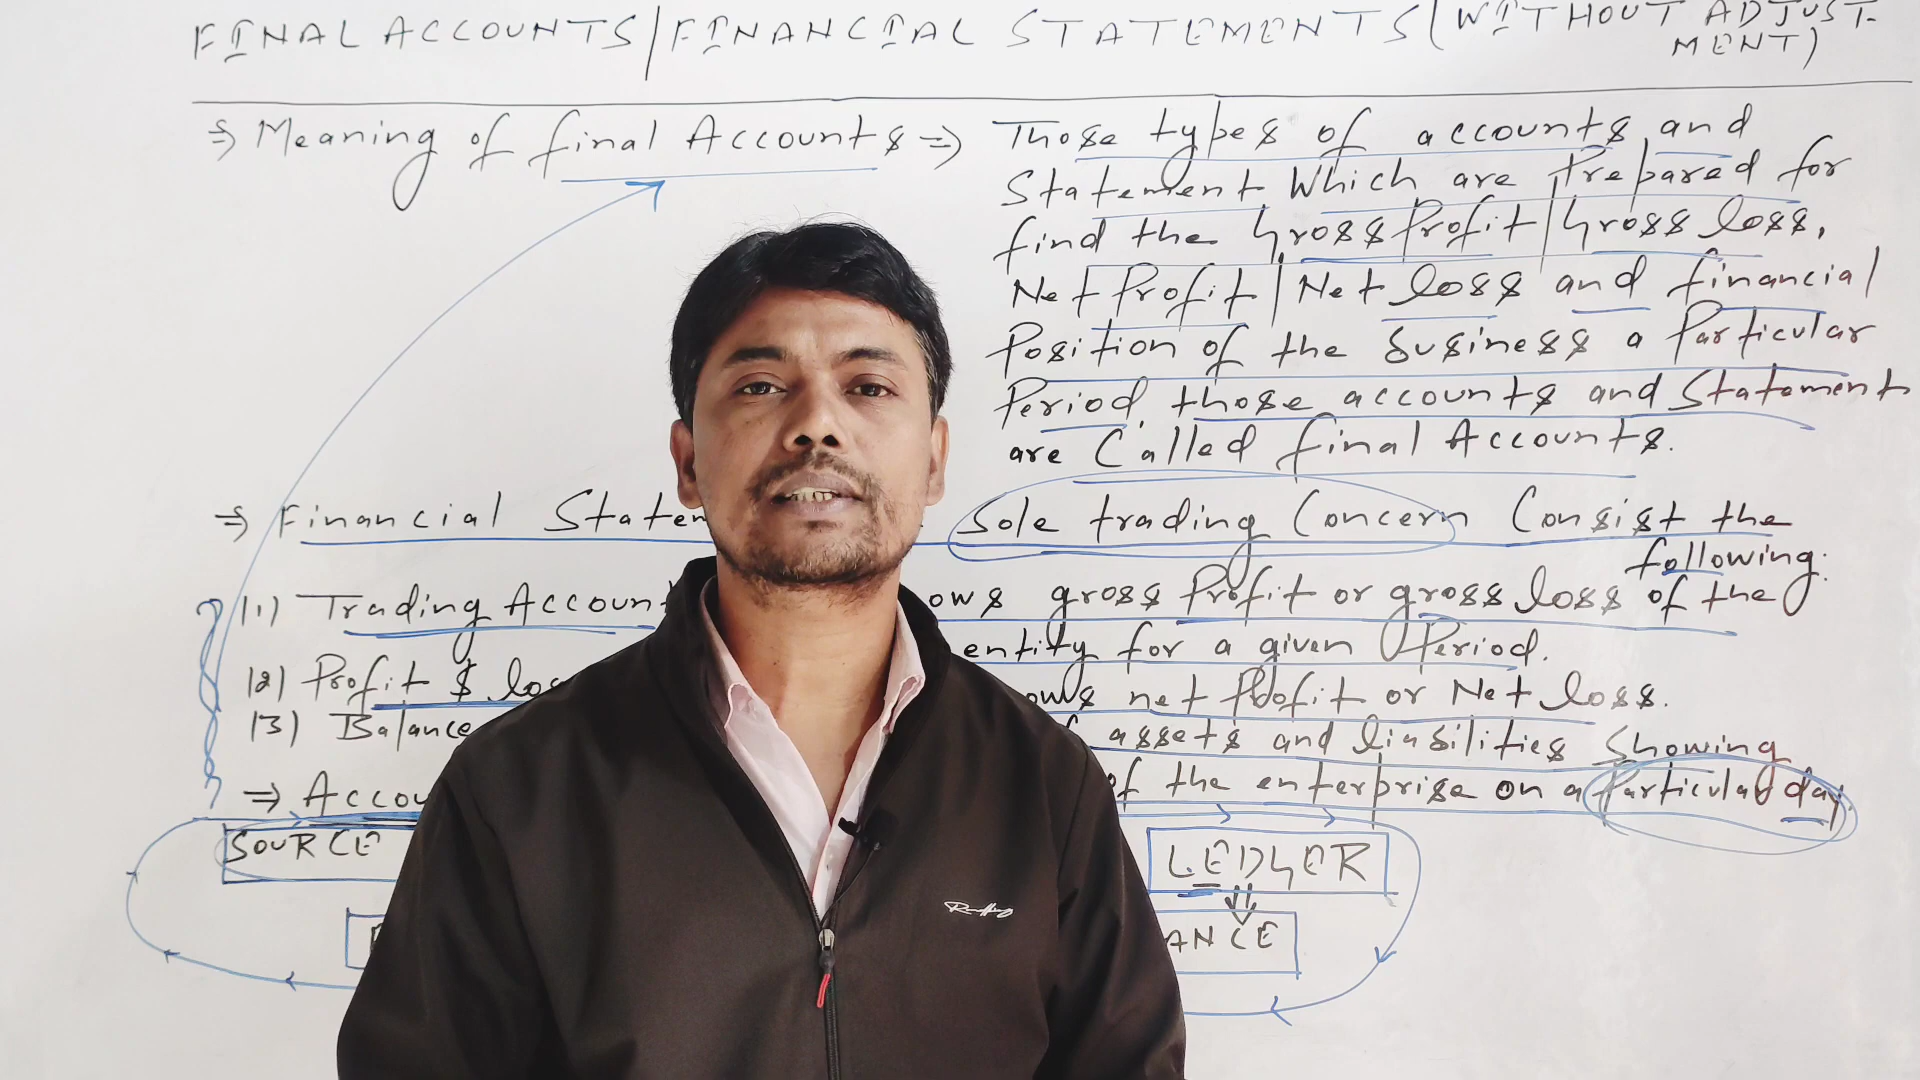 FINAL ACCOUNTS/FINANCIAL STATEMENTS(WITHOUT ADJUST-
MENT)
⇒ Meaning of final Accounts ⇒ Those types of accounts and
Statement Which are Prepared for
find the Gross Profit/Gross loss,
Net Profit/Net loss and financial
Position of the business a Particular
Period, those accounts and Statement
are Called final Accounts.
⇒ Financial Statem Sole trading Concern Consist the
following:
(1) Trading Account ows gross Profit or gross loss of the
entity for a given Period.
(2) Profit & los ows net Profit or Net loss.
(3) Balance f assets and liabilities Showing
of the enterprise on a Particular day.
⇒ Accou
SOURCE
LEDGER
ANCE